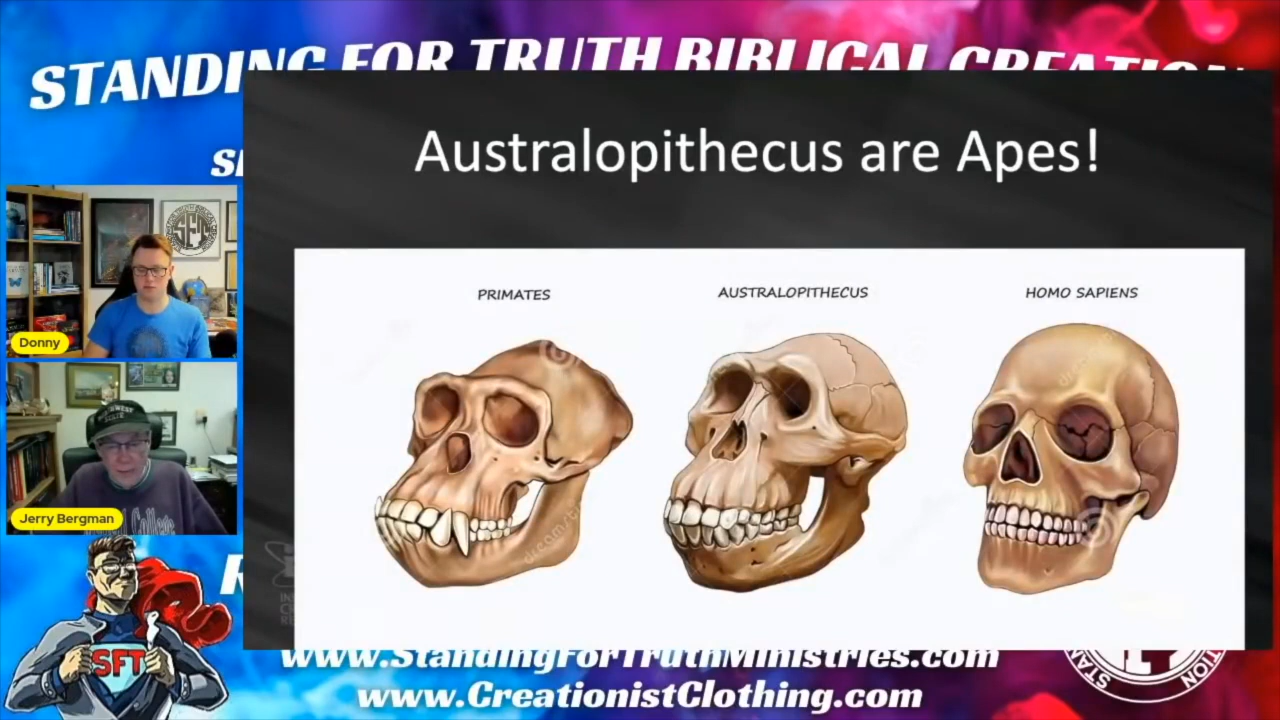 STANDING FOR TRUTH BIBLICAL CREATION
Australopithecus are Apes!
PRIMATES
AUSTRALOPITHECUS
HOMO SAPIENS
SFT
Donny
Jerry Bergman
SFT
www.StandingForTruthMinistries.com
www.CreationistClothing.com